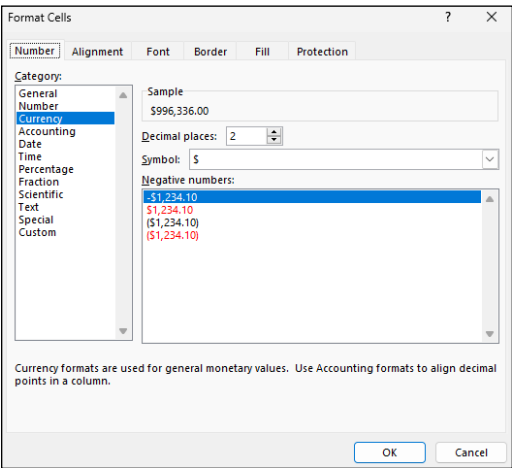 Format Cells ? ×
Number Alignment Font Border Fill Protection
Category:
General
Number
Currency
Accounting
Date
Time
Percentage
Fraction
Scientific
Text
Special
Custom
Sample
$996,336.00
Decimal places: 2
Symbol: $
Negative numbers:
-$1,234.10
$1,234.10
($1,234.10)
($1,234.10)
Currency formats are used for general monetary values. Use Accounting formats to align decimal
points in a column.
OK Cancel